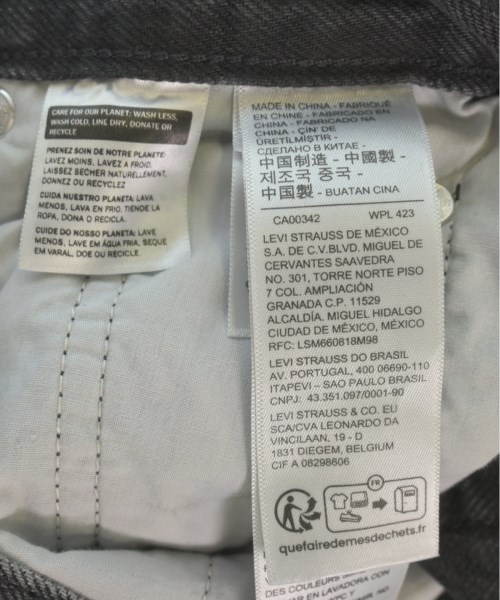 CARE FOR OUR PLANET: WASH LESS,
WASH COLD, LINE DRY, DONATE OR
RECYCLE
PRENEZ SOIN DE NOTRE PLANETE:
LAVEZ MOINS, LAVEZ A FROID,
LAISSEZ SÉCHER NATURELLEMENT,
DONNEZ OU RECYCLEZ
CUIDA NUESTRO PLANETA: LAVA
MENOS, LAVA EN FRIO, TIENDE LA
ROPA, DONA O RECICLA.
CUIDE DO NOSSO PLANETA: LAVE
MENOS, LAVE EM ÁGUA FRIA, SEQUE
EM VARAL, DOE OU RECICLE.
MADE IN CHINA - FABRIQUÉ
EN CHINE - FABRICADO EN
CHINA - FABRICADO NA
CHINA - ÇİN' DE
ÜRETİLMİŞTİR -
СДЕЛАНО В КИТАЕ -
中国制造 - 中國製 -
제조국 중국 -
中国製 - BUATAN CINA
CA00342 WPL 423
LEVI STRAUSS DE MÉXICO
S.A. DE C.V.BLVD. MIGUEL DE
CERVANTES SAAVEDRA
NO. 301, TORRE NORTE PISO
7 COL. AMPLIACIÓN
GRANADA C.P. 11529
ALCALDÍA. MIGUEL HIDALGO
CIUDAD DE MÉXICO, MÉXICO
RFC: LSM660818M98
LEVI STRAUSS DO BRASIL
AV. PORTUGAL, 400 06690-110
ITAPEVI – SAO PAULO BRASIL
CNPJ: 43.351.097/0001-90
LEVI STRAUSS & CO. EU
SCA/CVA LEONARDO DA
VINCILAAN, 19 - D
1831 DIEGEM, BELGIUM
CIF A 08298606
FR
quefairedemesdechets.fr
DES COULEURS
LAVADORA CON